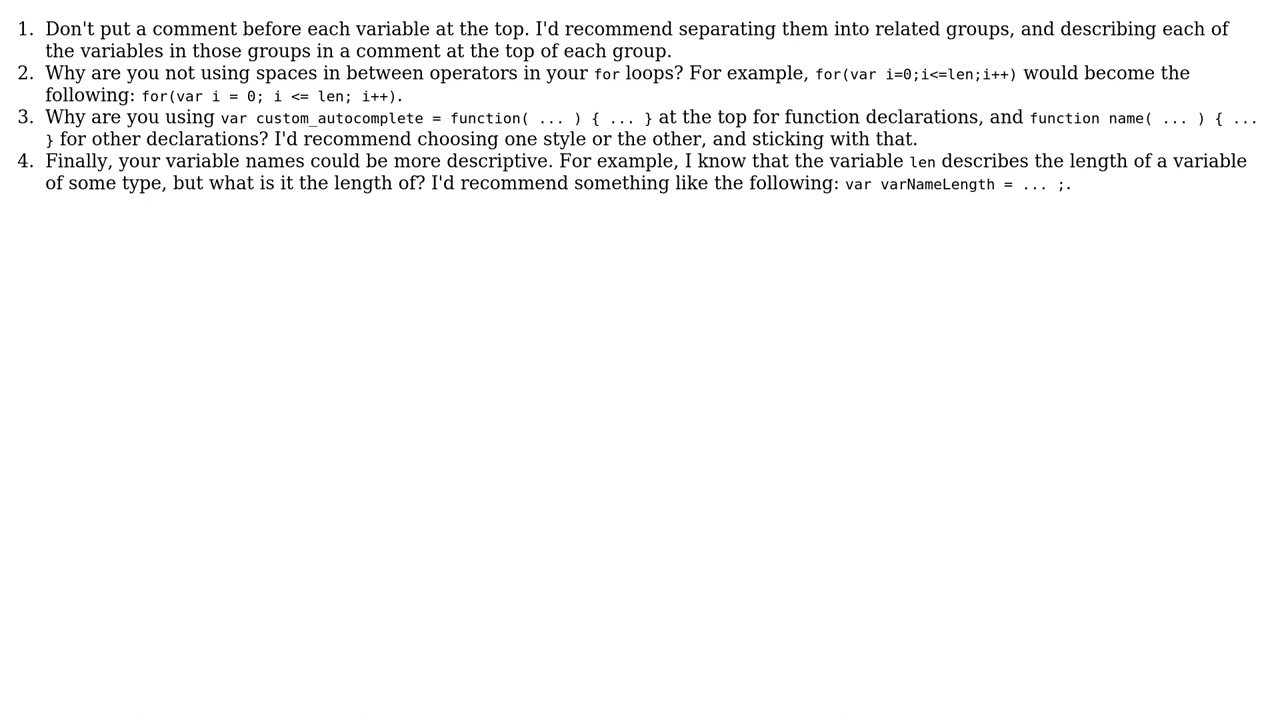 1. Don't put a comment before each variable at the top. I'd recommend separating them into related groups, and describing each of
the variables in those groups in a comment at the top of each group.
2. Why are you not using spaces in between operators in your for loops? For example, for(var i=0;i<=len;i++) would become the
following: for(var i = 0; i <= len; i++).
3. Why are you using var custom_autocomplete = function( ... ) { ... } at the top for function declarations, and function name( ... ) { ...
} for other declarations? I'd recommend choosing one style or the other, and sticking with that.
4. Finally, your variable names could be more descriptive. For example, I know that the variable len describes the length of a variable
of some type, but what is it the length of? I'd recommend something like the following: var varNameLength = ... ;.